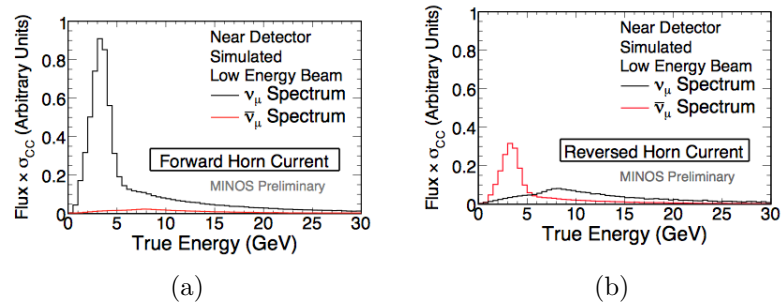 Flux × σCC (Arbitrary Units)
1
0.8
0.6
0.4
0.2
0
Near Detector
Simulated
Low Energy Beam
νμ Spectrum
ν̅μ Spectrum
Forward Horn Current
MINOS Preliminary
0 5 10 15 20 25 30
True Energy (GeV)
(a)
Flux × σCC (Arbitrary Units)
1
0.8
0.6
0.4
0.2
0
Near Detector
Simulated
Low Energy Beam
νμ Spectrum
ν̅μ Spectrum
Reversed Horn Current
MINOS Preliminary
0 5 10 15 20 25 30
True Energy (GeV)
(b)